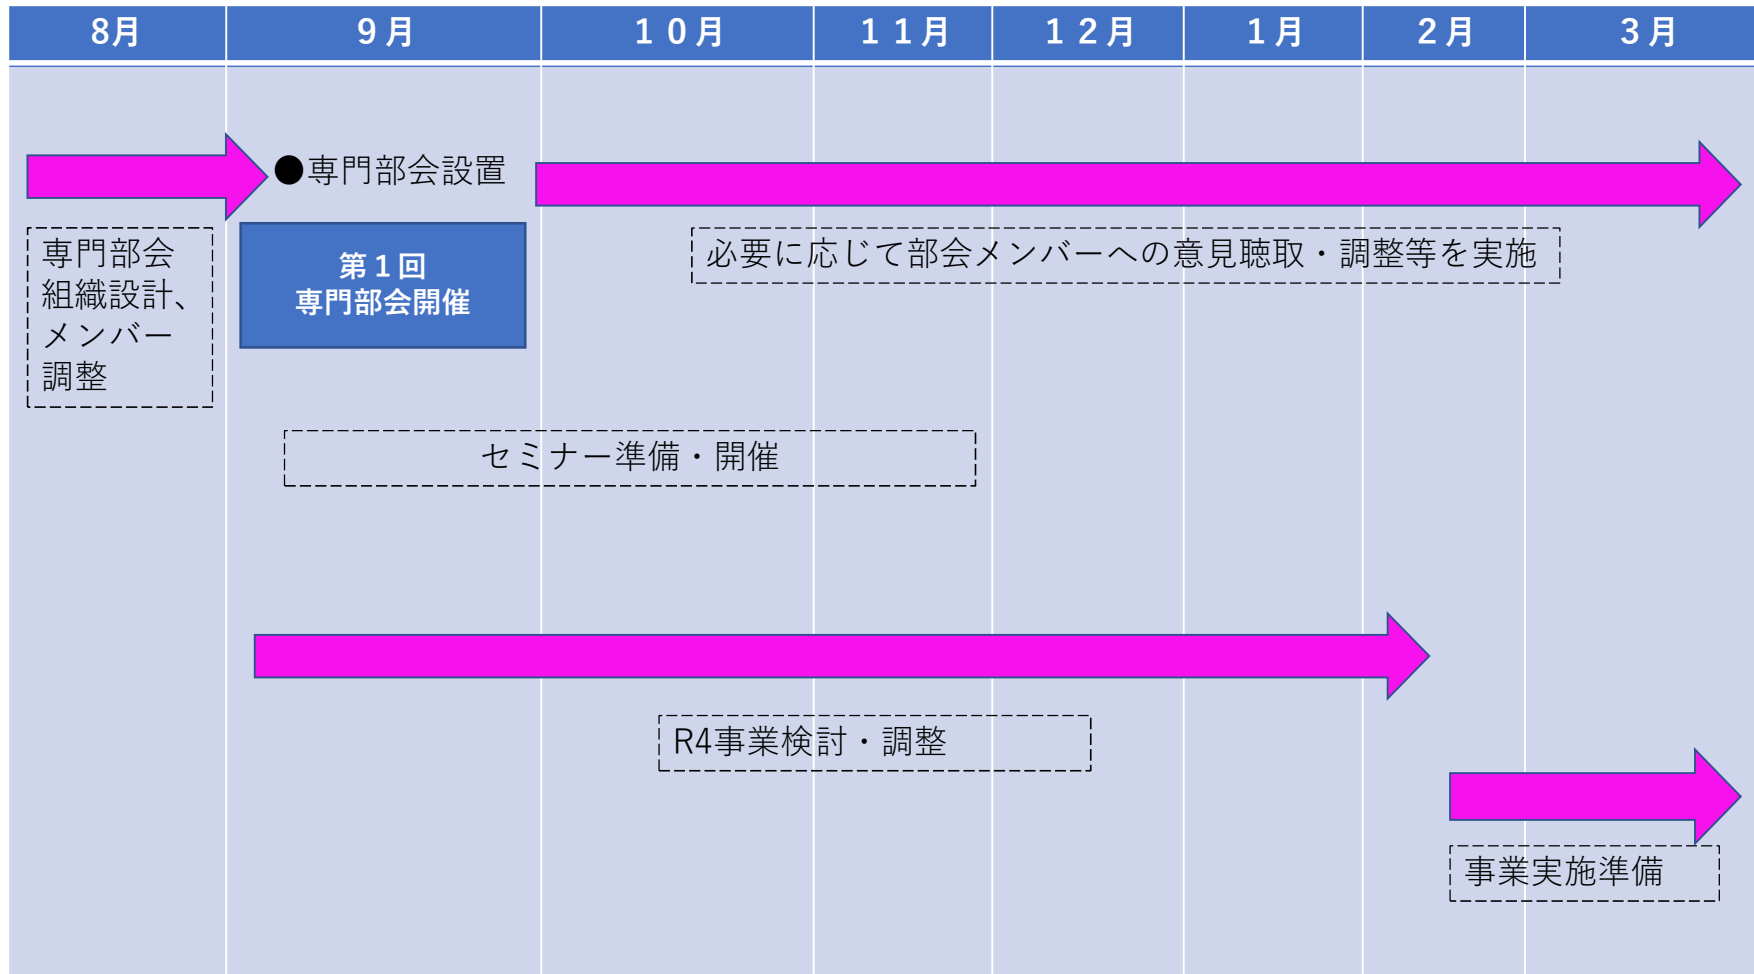 8月
９月
１０月
１１月
１２月
１月
２月
３月
●専門部会設置
専門部会
組織設計、
メンバー
調整
第１回
専門部会開催
必要に応じて部会メンバーへの意見聴取・調整等を実施
セミナー準備・開催
R4事業検討・調整
事業実施準備